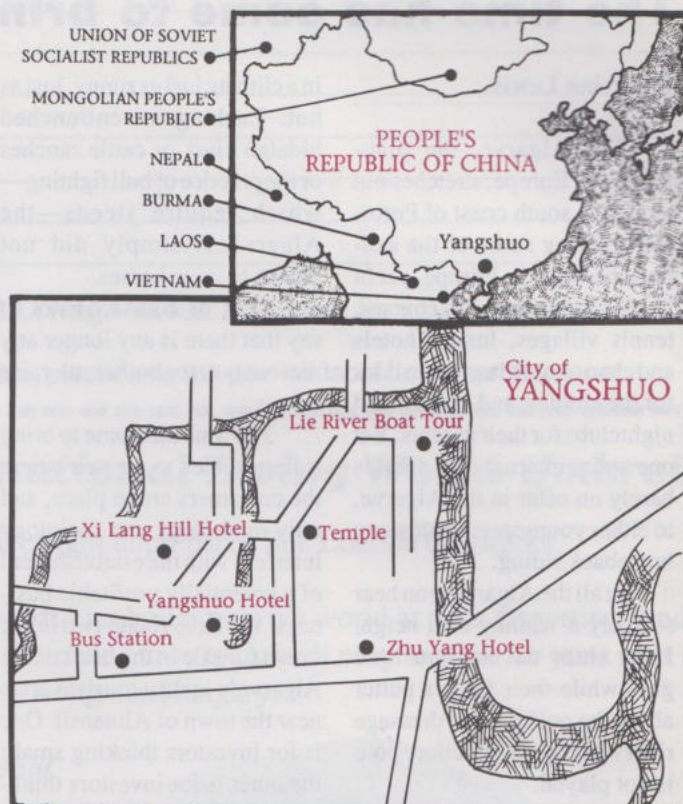 UNION OF SOVIET
SOCIALIST REPUBLICS
MONGOLIAN PEOPLE'S
REPUBLIC
NEPAL
BURMA
LAOS
VIETNAM
PEOPLE'S
REPUBLIC OF CHINA
Yangshuo
City of
YANGSHUO
Lie River Boat Tour
Xi Lang Hill Hotel
Temple
Yangshuo Hotel
Bus Station
Zhu Yang Hotel